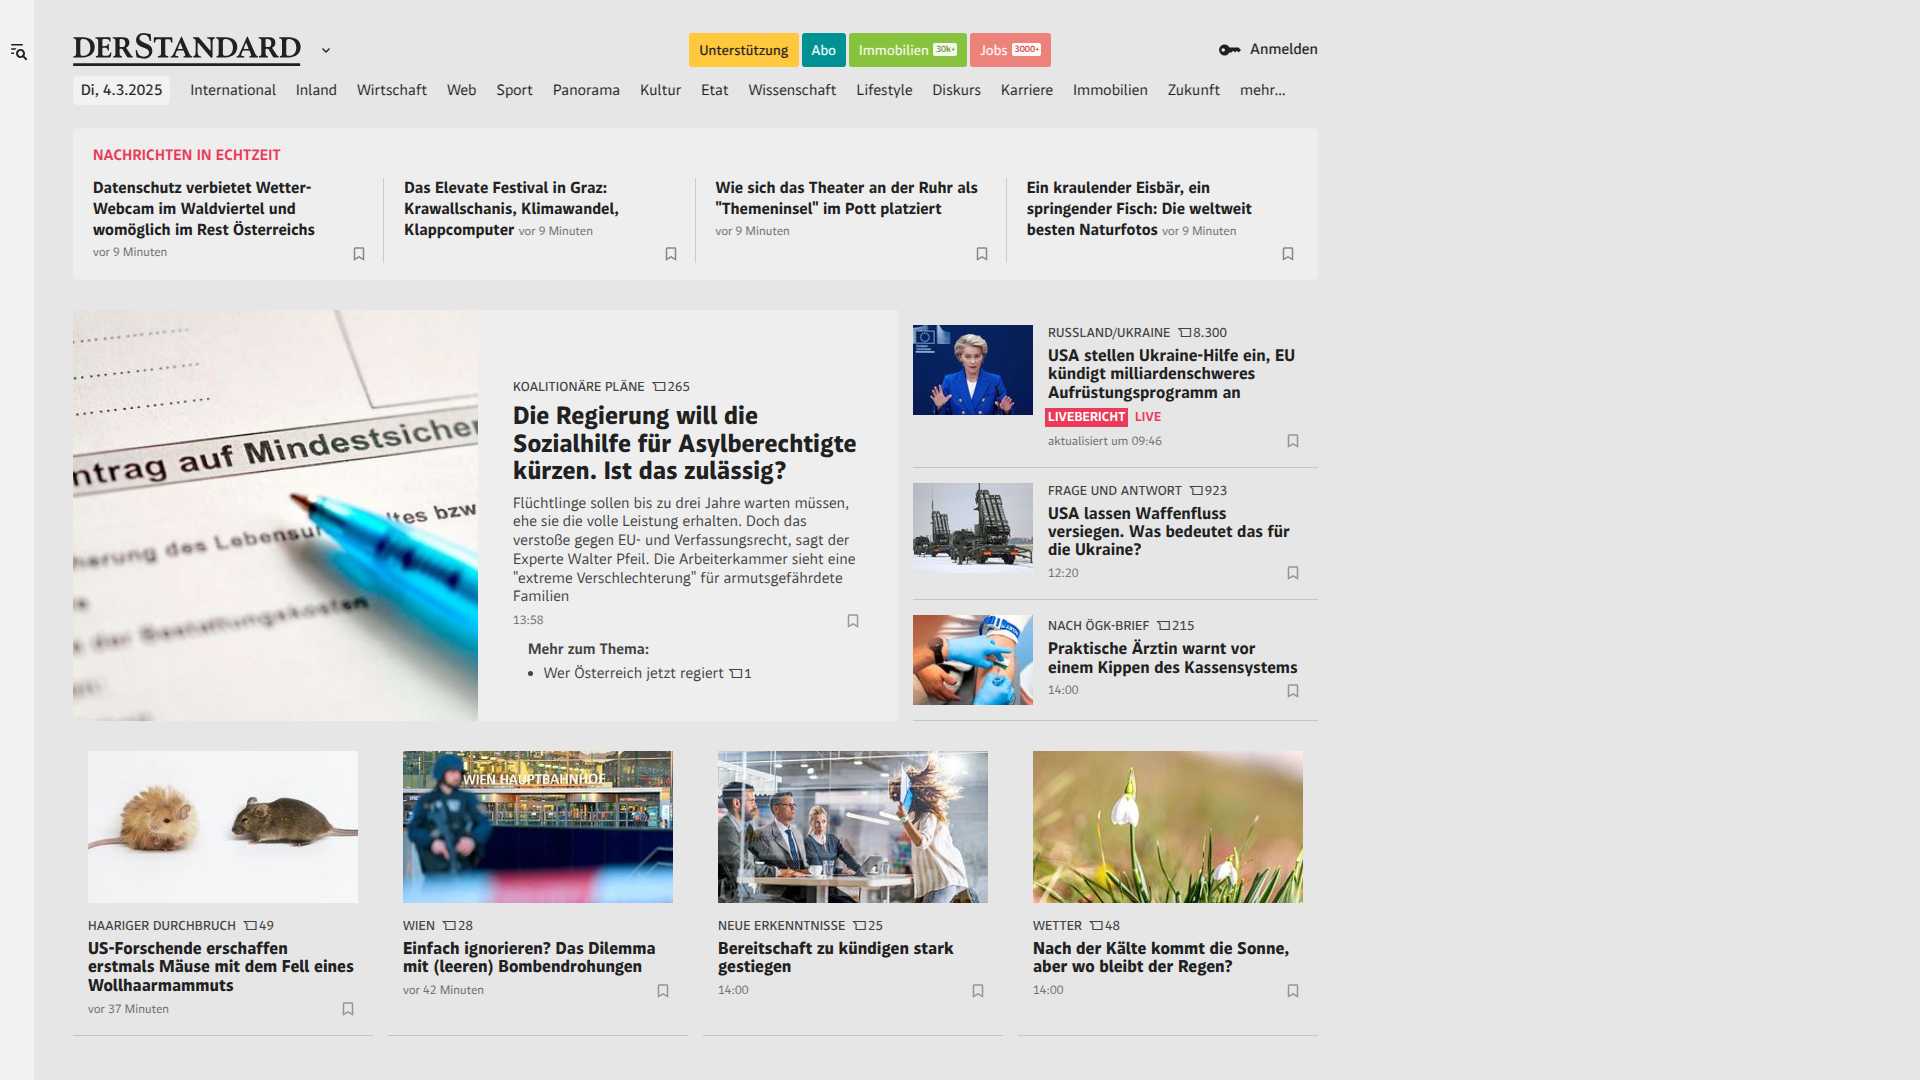 DERSTANDARD
Unterstützung
Abo
Immobilien 30k+
Jobs 3000+
Anmelden
Di, 4.3.2025
International
Inland
Wirtschaft
Web
Sport
Panorama
Kultur
Etat
Wissenschaft
Lifestyle
Diskurs
Karriere
Immobilien
Zukunft
mehr...
NACHRICHTEN IN ECHTZEIT
Datenschutz verbietet Wetter-
Webcam im Waldviertel und
womöglich im Rest Österreichs
vor 9 Minuten
Das Elevate Festival in Graz:
Krawallschanis, Klimawandel,
Klappcomputer vor 9 Minuten
Wie sich das Theater an der Ruhr als
"Themeninsel" im Pott platziert
vor 9 Minuten
Ein kraulender Eisbär, ein
springender Fisch: Die weltweit
besten Naturfotos vor 9 Minuten
ntrag auf Mindestsicher
herung des Lebensun ltes bzw
e der Bestattungskosten
KOALITIONÄRE PLÄNE 265
Die Regierung will die
Sozialhilfe für Asylberechtigte
kürzen. Ist das zulässig?
Flüchtlinge sollen bis zu drei Jahre warten müssen,
ehe sie die volle Leistung erhalten. Doch das
verstoße gegen EU- und Verfassungsrecht, sagt der
Experte Walter Pfeil. Die Arbeiterkammer sieht eine
"extreme Verschlechterung" für armutsgefährdete
Familien
13:58
Mehr zum Thema:
• Wer Österreich jetzt regiert 1
RUSSLAND/UKRAINE 8.300
USA stellen Ukraine-Hilfe ein, EU
kündigt milliardenschweres
Aufrüstungsprogramm an
LIVEBERICHT LIVE
aktualisiert um 09:46
FRAGE UND ANTWORT 923
USA lassen Waffenfluss
versiegen. Was bedeutet das für
die Ukraine?
12:20
NACH ÖGK-BRIEF 215
Praktische Ärztin warnt vor
einem Kippen des Kassensystems
14:00
HAARIGER DURCHBRUCH 49
US-Forschende erschaffen
erstmals Mäuse mit dem Fell eines
Wollhaarmammuts
vor 37 Minuten
WIEN HAUPTBAHNHOF
WIEN 28
Einfach ignorieren? Das Dilemma
mit (leeren) Bombendrohungen
vor 42 Minuten
NEUE ERKENNTNISSE 25
Bereitschaft zu kündigen stark
gestiegen
14:00
WETTER 48
Nach der Kälte kommt die Sonne,
aber wo bleibt der Regen?
14:00